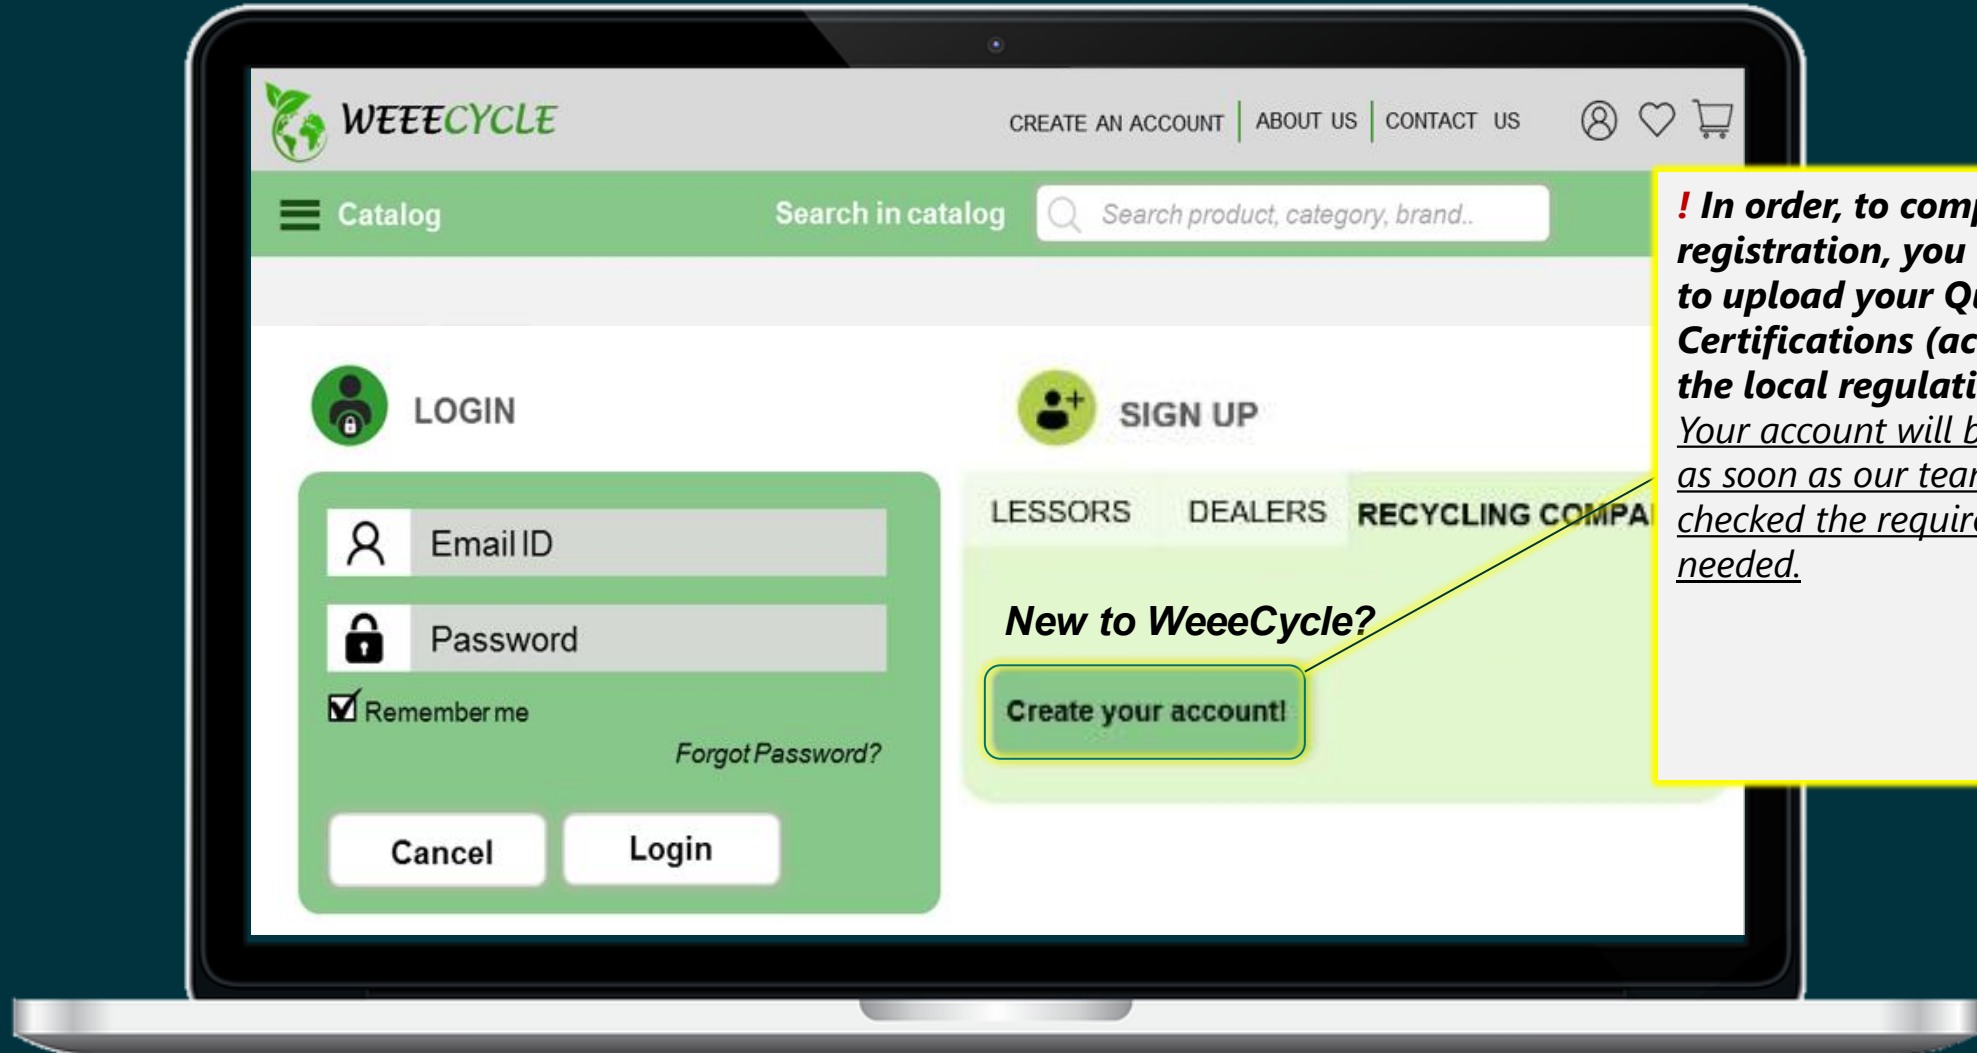 WEEECYCLE
CREATE AN ACCOUNT ABOUT US CONTACT US
Catalog
Search in catalog
Search product, category, brand..
LOGIN
Email ID
Password
Remember me
Forgot Password?
Cancel Login
SIGN UP
LESSORS DEALERS RECYCLING
New to WeeeCycle?
Create your account!
! In order, to
registration, you
to upload your
Certifications
the local
Your account will
as soon as our
checked the
needed.